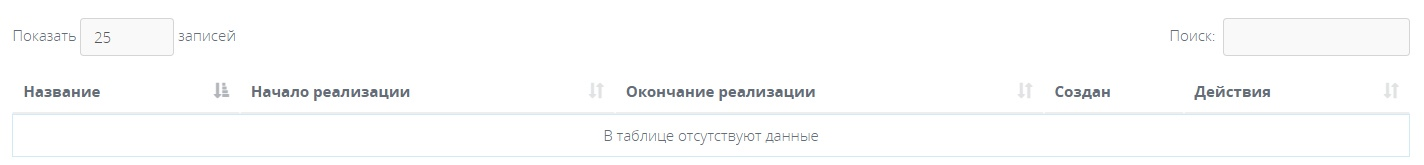 Показать 25 записей Поиск:
Название Начало реализации Окончание реализации Создан Действия
В таблице отсутствуют данные